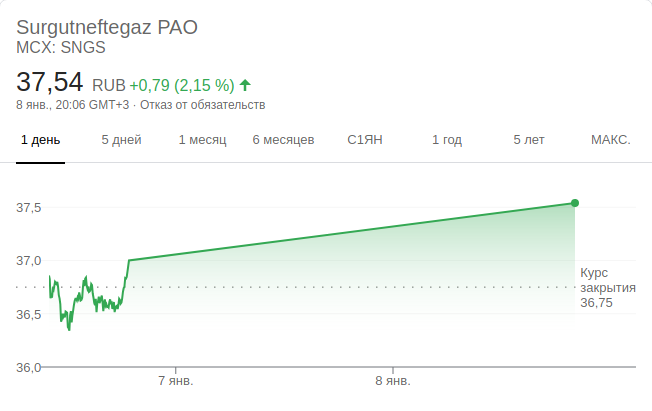 Surgutneftegaz PAO
MCX: SNGS
37,54 RUB +0,79 (2,15 %)
8 янв., 20:06 GMT+3 · Отказ от обязательств
1 день 5 дней 1 месяц 6 месяцев С1ЯН 1 год 5 лет МАКС.
37,5
37,0
Курс
закрытия
36,75
36,5
36,0
7 янв. 8 янв.